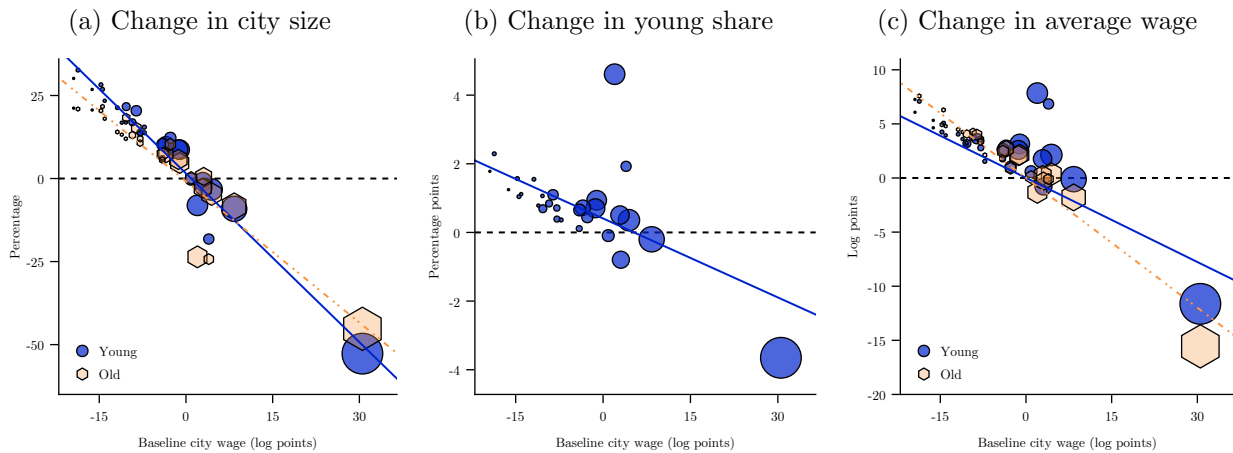 (a) Change in city size
Percentage
25
0
-25
-50
Young
Old
-15
0
15
30
Baseline city wage (log points)
(b) Change in young share
Percentage points
4
2
0
-2
-4
-15
0
15
30
Baseline city wage (log points)
(c) Change in average wage
Log points
10
5
0
-5
-10
-15
-20
Young
Old
-15
0
15
30
Baseline city wage (log points)